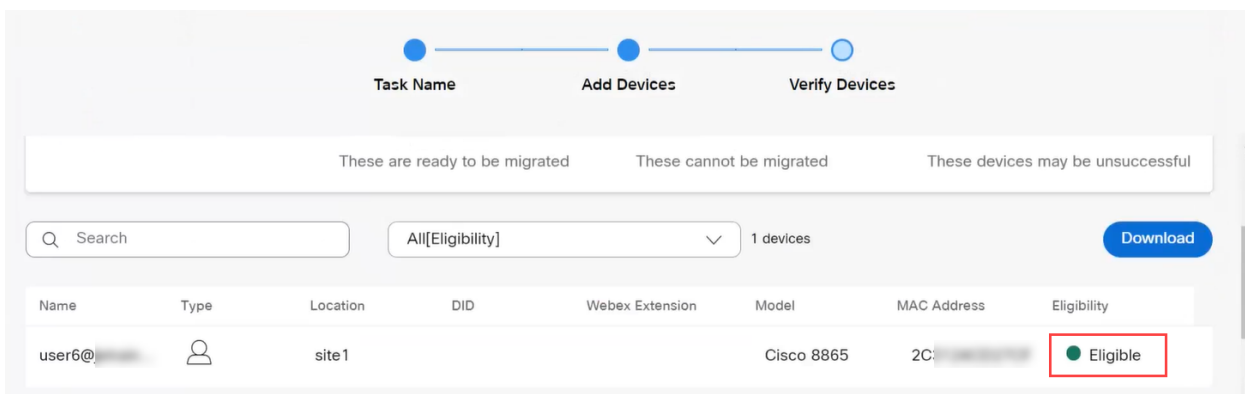 Task Name Add Devices Verify Devices
These are ready to be migrated These cannot be migrated These devices may be unsuccessful
Search All[Eligibility] 1 devices Download
Name Type Location DID Webex Extension Model MAC Address Eligibility
user6@ site1 Cisco 8865 2C Eligible